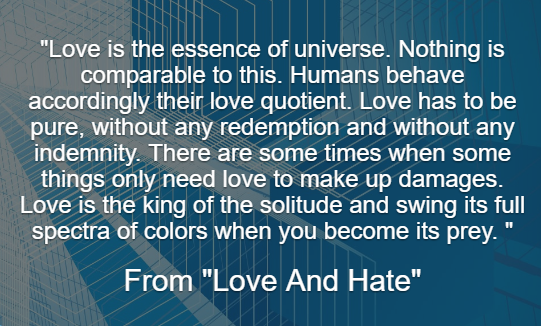 "Love is the essence of universe. Nothing is
comparable to this. Humans behave
accordingly their love quotient. Love has to be
pure, without any redemption and without any
indemnity. There are some times when some
things only need love to make up damages.
Love is the king of the solitude and swing its full
spectra of colors when you become its prey. "
From "Love And Hate"